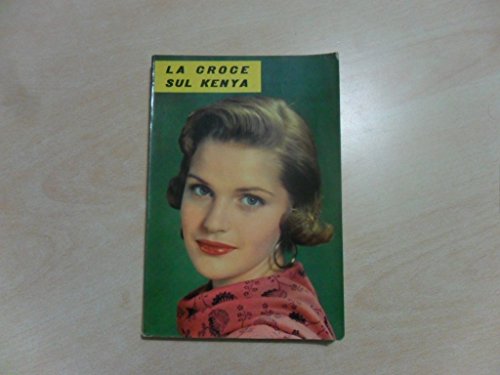 LA CROCE
SUL KENYA